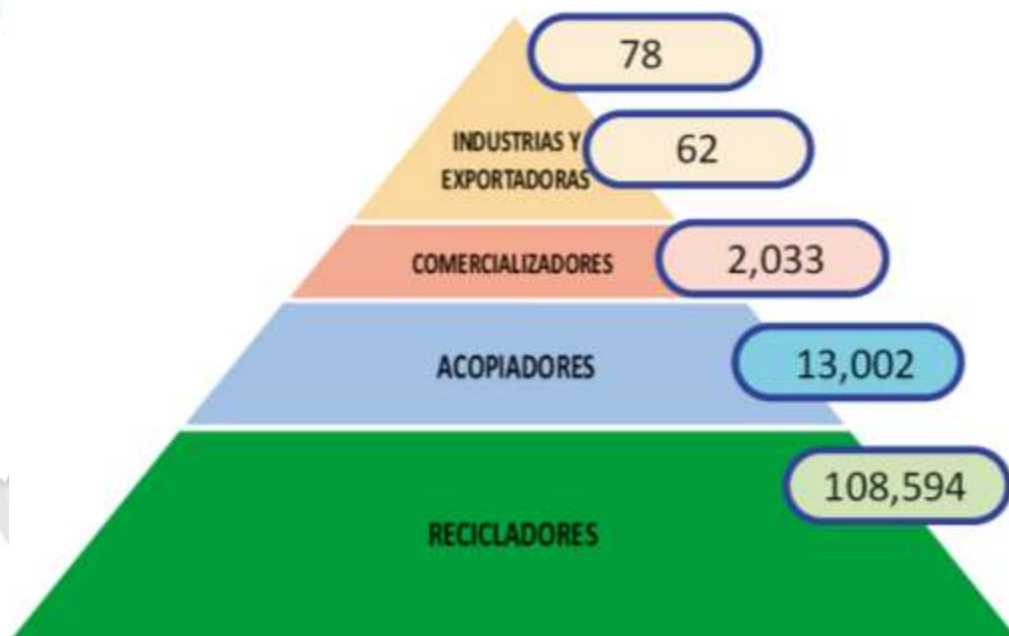 78
INDUSTRIAS Y
EXPORTADORAS
62
COMERCIALIZADORES
2,033
ACOPIADORES
13,002
108,594
RECICLADORES